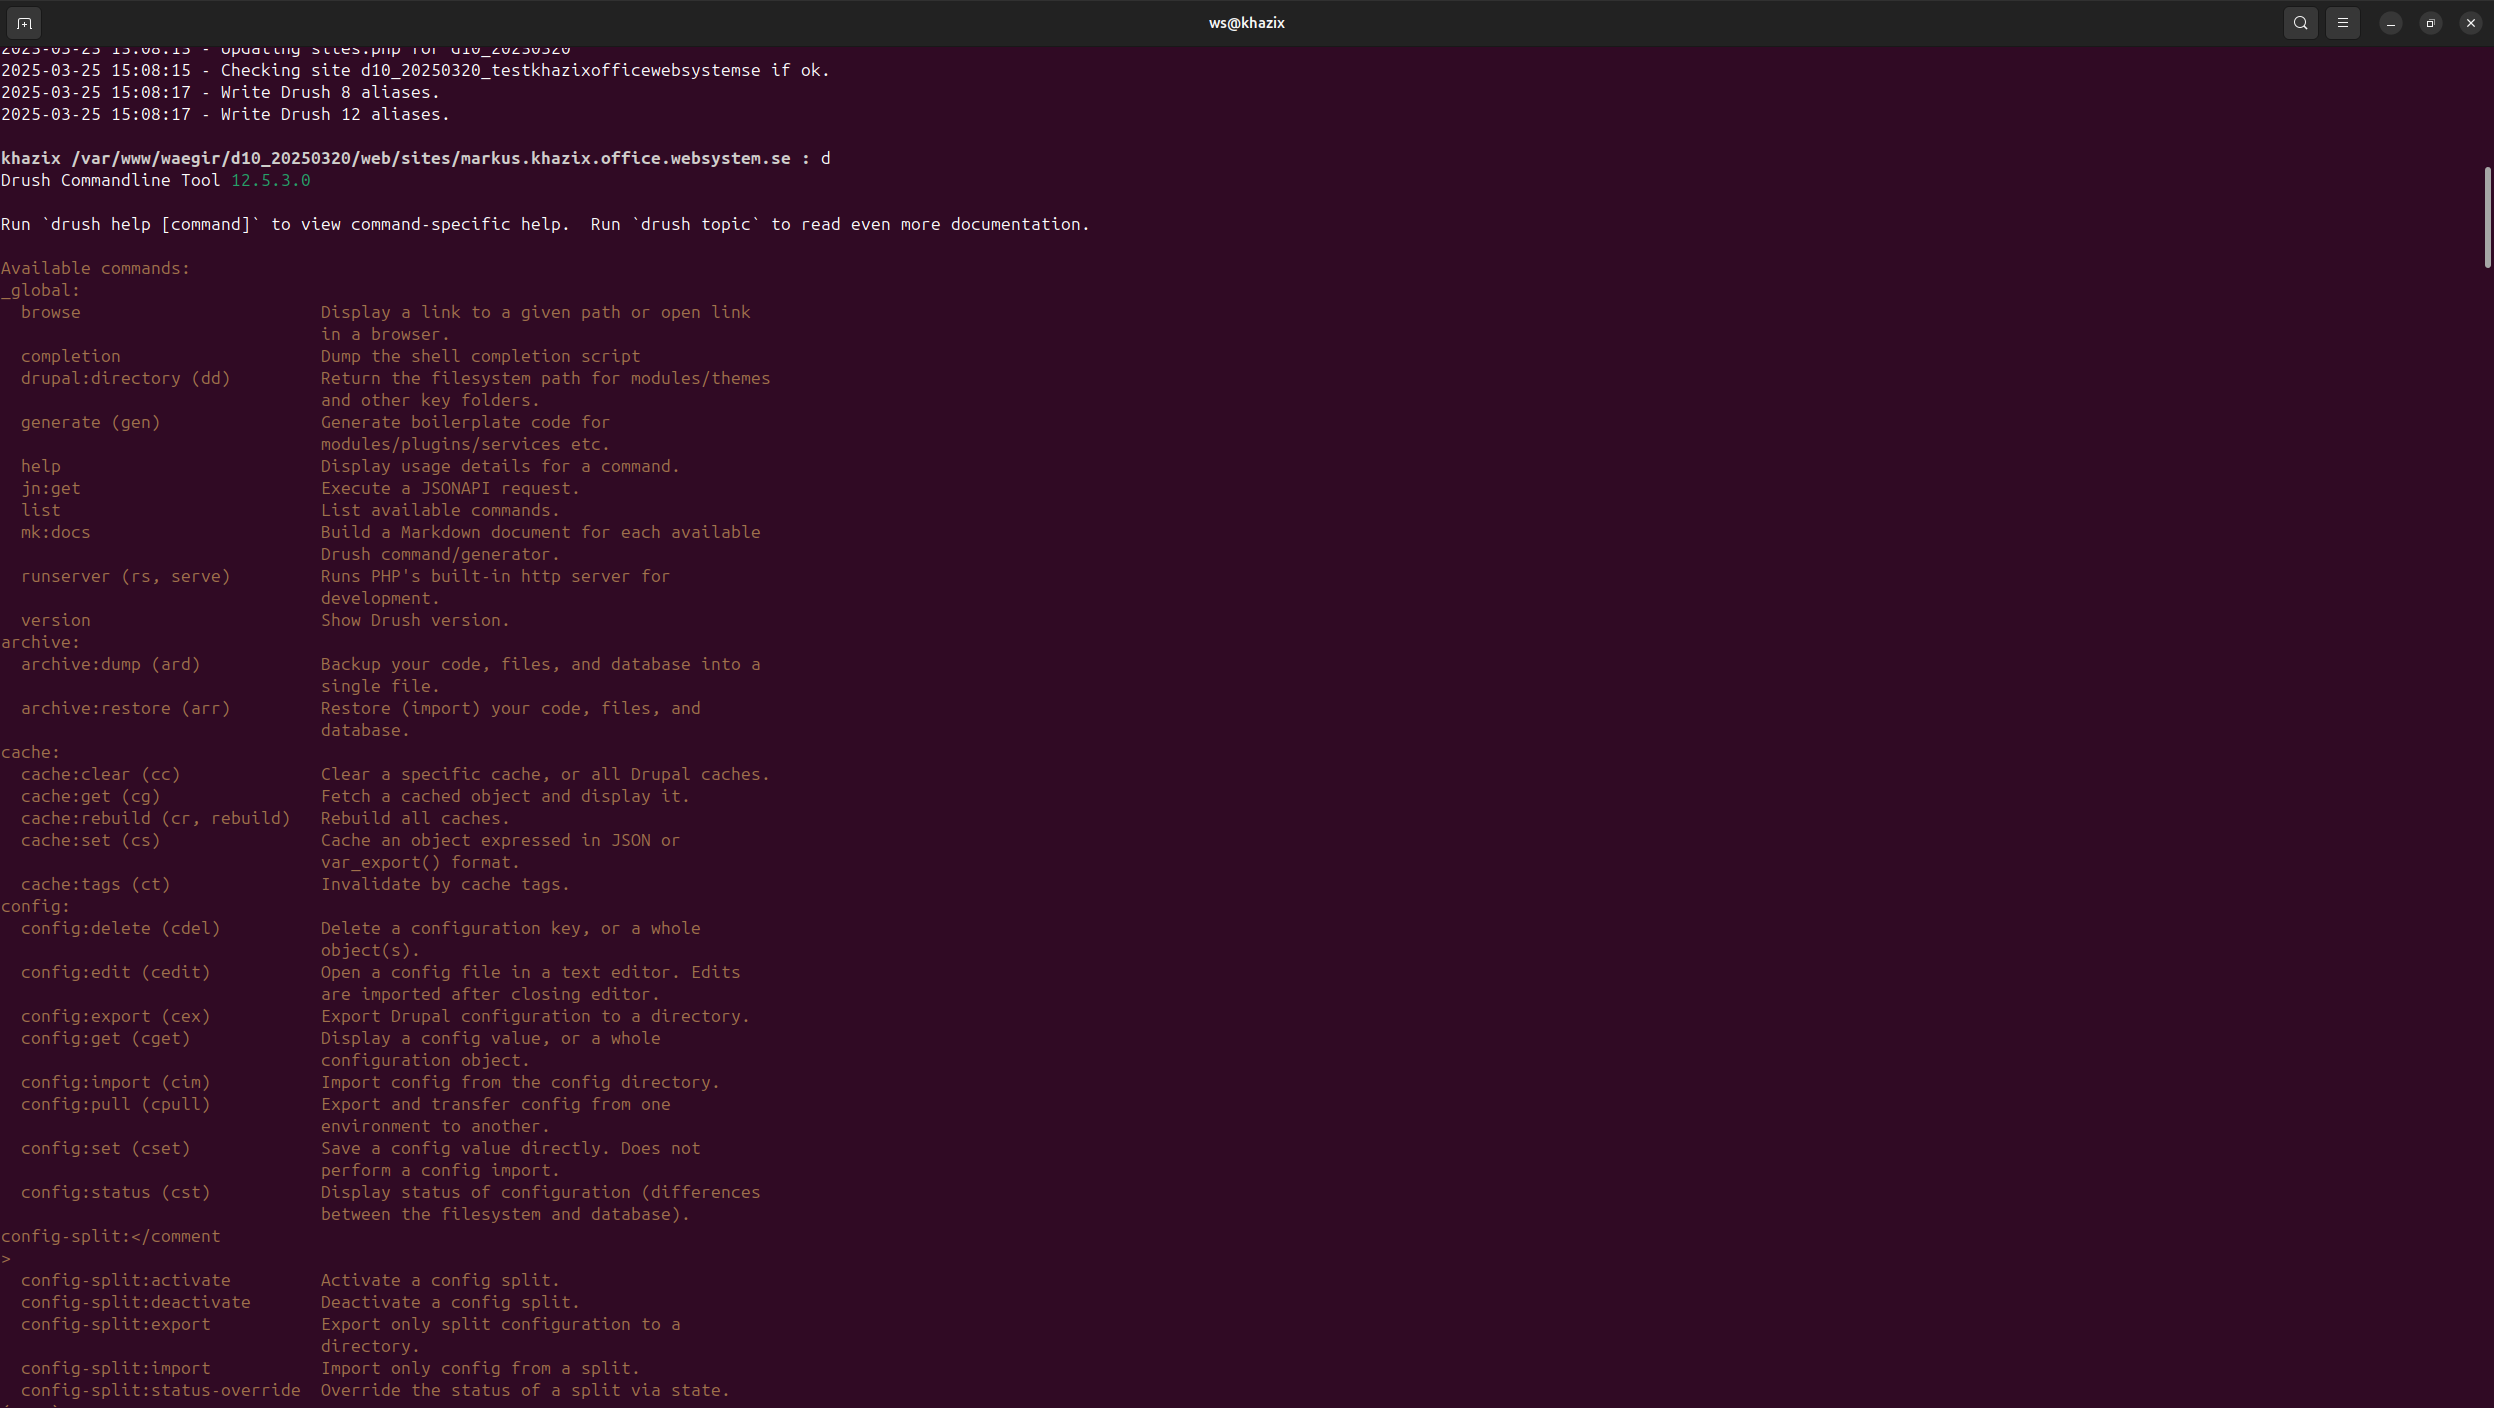 ws@khazix
2025-03-25 15:08:15 - Updating sites.php for d10_20250320
2025-03-25 15:08:15 - Checking site d10_20250320_testkhazixofficewebsystemse if ok.
2025-03-25 15:08:17 - Write Drush 8 aliases.
2025-03-25 15:08:17 - Write Drush 12 aliases.
khazix /var/www/waegir/d10_20250320/web/sites/markus.khazix.office.websystem.se : d
Drush Commandline Tool 12.5.3.0
Run `drush help [command]` to view command-specific help.  Run `drush topic` to read even more documentation.
Available commands:
_global:
  browse                        Display a link to a given path or open link
                                in a browser.
  completion                    Dump the shell completion script
  drupal:directory (dd)         Return the filesystem path for modules/themes
                                and other key folders.
  generate (gen)                Generate boilerplate code for
                                modules/plugins/services etc.
  help                          Display usage details for a command.
  jn:get                        Execute a JSONAPI request.
  list                          List available commands.
  mk:docs                       Build a Markdown document for each available
                                Drush command/generator.
  runserver (rs, serve)         Runs PHP's built-in http server for
                                development.
  version                       Show Drush version.
archive:
  archive:dump (ard)            Backup your code, files, and database into a
                                single file.
  archive:restore (arr)         Restore (import) your code, files, and
                                database.
cache:
  cache:clear (cc)              Clear a specific cache, or all Drupal caches.
  cache:get (cg)                Fetch a cached object and display it.
  cache:rebuild (cr, rebuild)   Rebuild all caches.
  cache:set (cs)                Cache an object expressed in JSON or
                                var_export() format.
  cache:tags (ct)               Invalidate by cache tags.
config:
  config:delete (cdel)          Delete a configuration key, or a whole
                                object(s).
  config:edit (cedit)           Open a config file in a text editor. Edits
                                are imported after closing editor.
  config:export (cex)           Export Drupal configuration to a directory.
  config:get (cget)             Display a config value, or a whole
                                configuration object.
  config:import (cim)           Import config from the config directory.
  config:pull (cpull)           Export and transfer config from one
                                environment to another.
  config:set (cset)             Save a config value directly. Does not
                                perform a config import.
  config:status (cst)           Display status of configuration (differences
                                between the filesystem and database).
config-split:</comment
>
  config-split:activate         Activate a config split.
  config-split:deactivate       Deactivate a config split.
  config-split:export           Export only split configuration to a
                                directory.
  config-split:import           Import only config from a split.
  config-split:status-override  Override the status of a split via state.